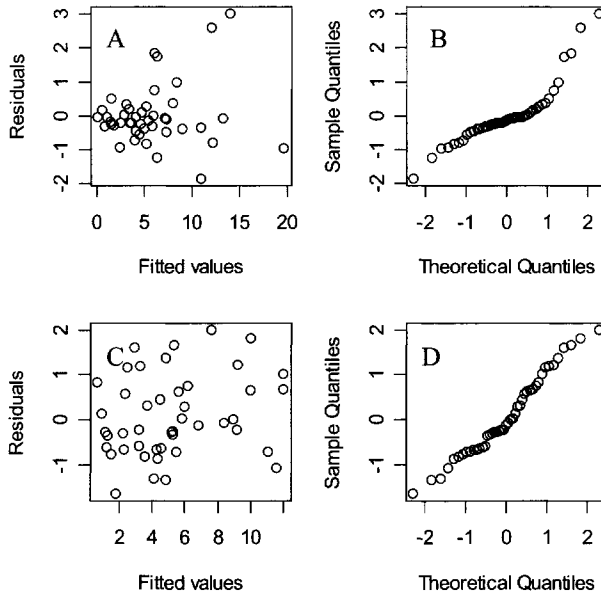 A
Residuals
3
2
1
0
-1
-2
0 5 10 15 20
Fitted values
B
Sample Quantiles
3
2
1
0
-1
-2
-2 -1 0 1 2
Theoretical Quantiles
C
Residuals
2
1
0
-1
2 4 6 8 10
Fitted values
D
Sample Quantiles
2
1
0
-1
-2 -1 0 1 2
Theoretical Quantiles